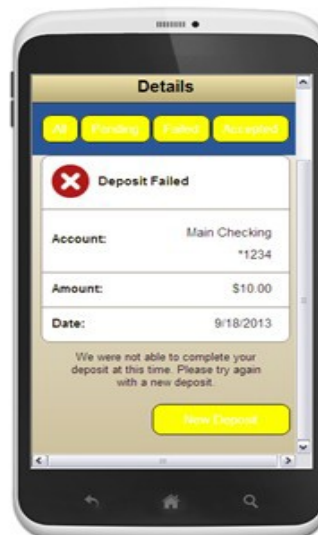 Details
All Pending Failed Accepted
Deposit Failed
Account: Main Checking
*1234
Amount: $10.00
Date: 9/18/2013
We were not able to complete your
deposit at this time. Please try again
with a new deposit.
New Deposit